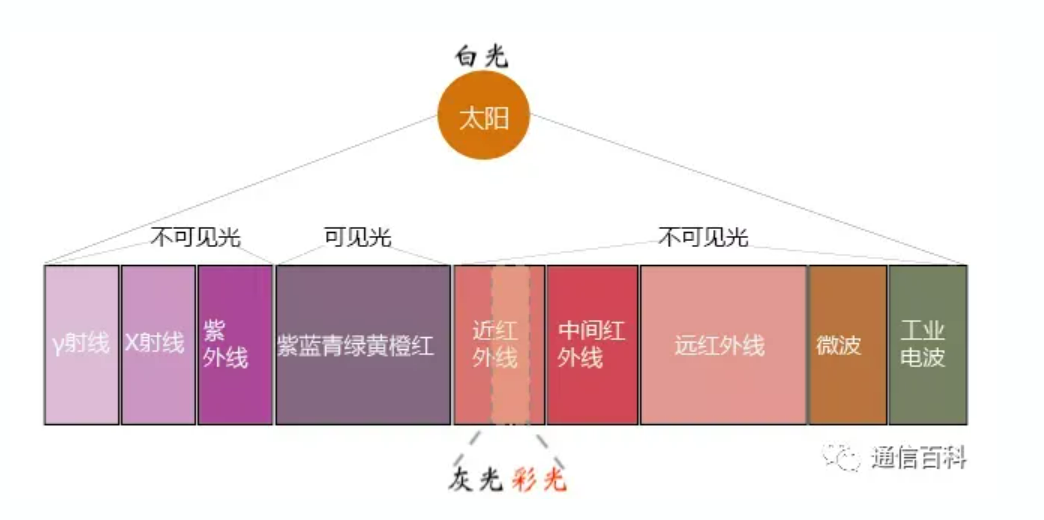 白光
太阳
不可见光
可见光
不可见光
γ射线
X射线
紫
外线
紫蓝青绿黄橙红
近红
外线
中间红
外线
远红外线
微波
工业
电波
灰光彩光
通信百科